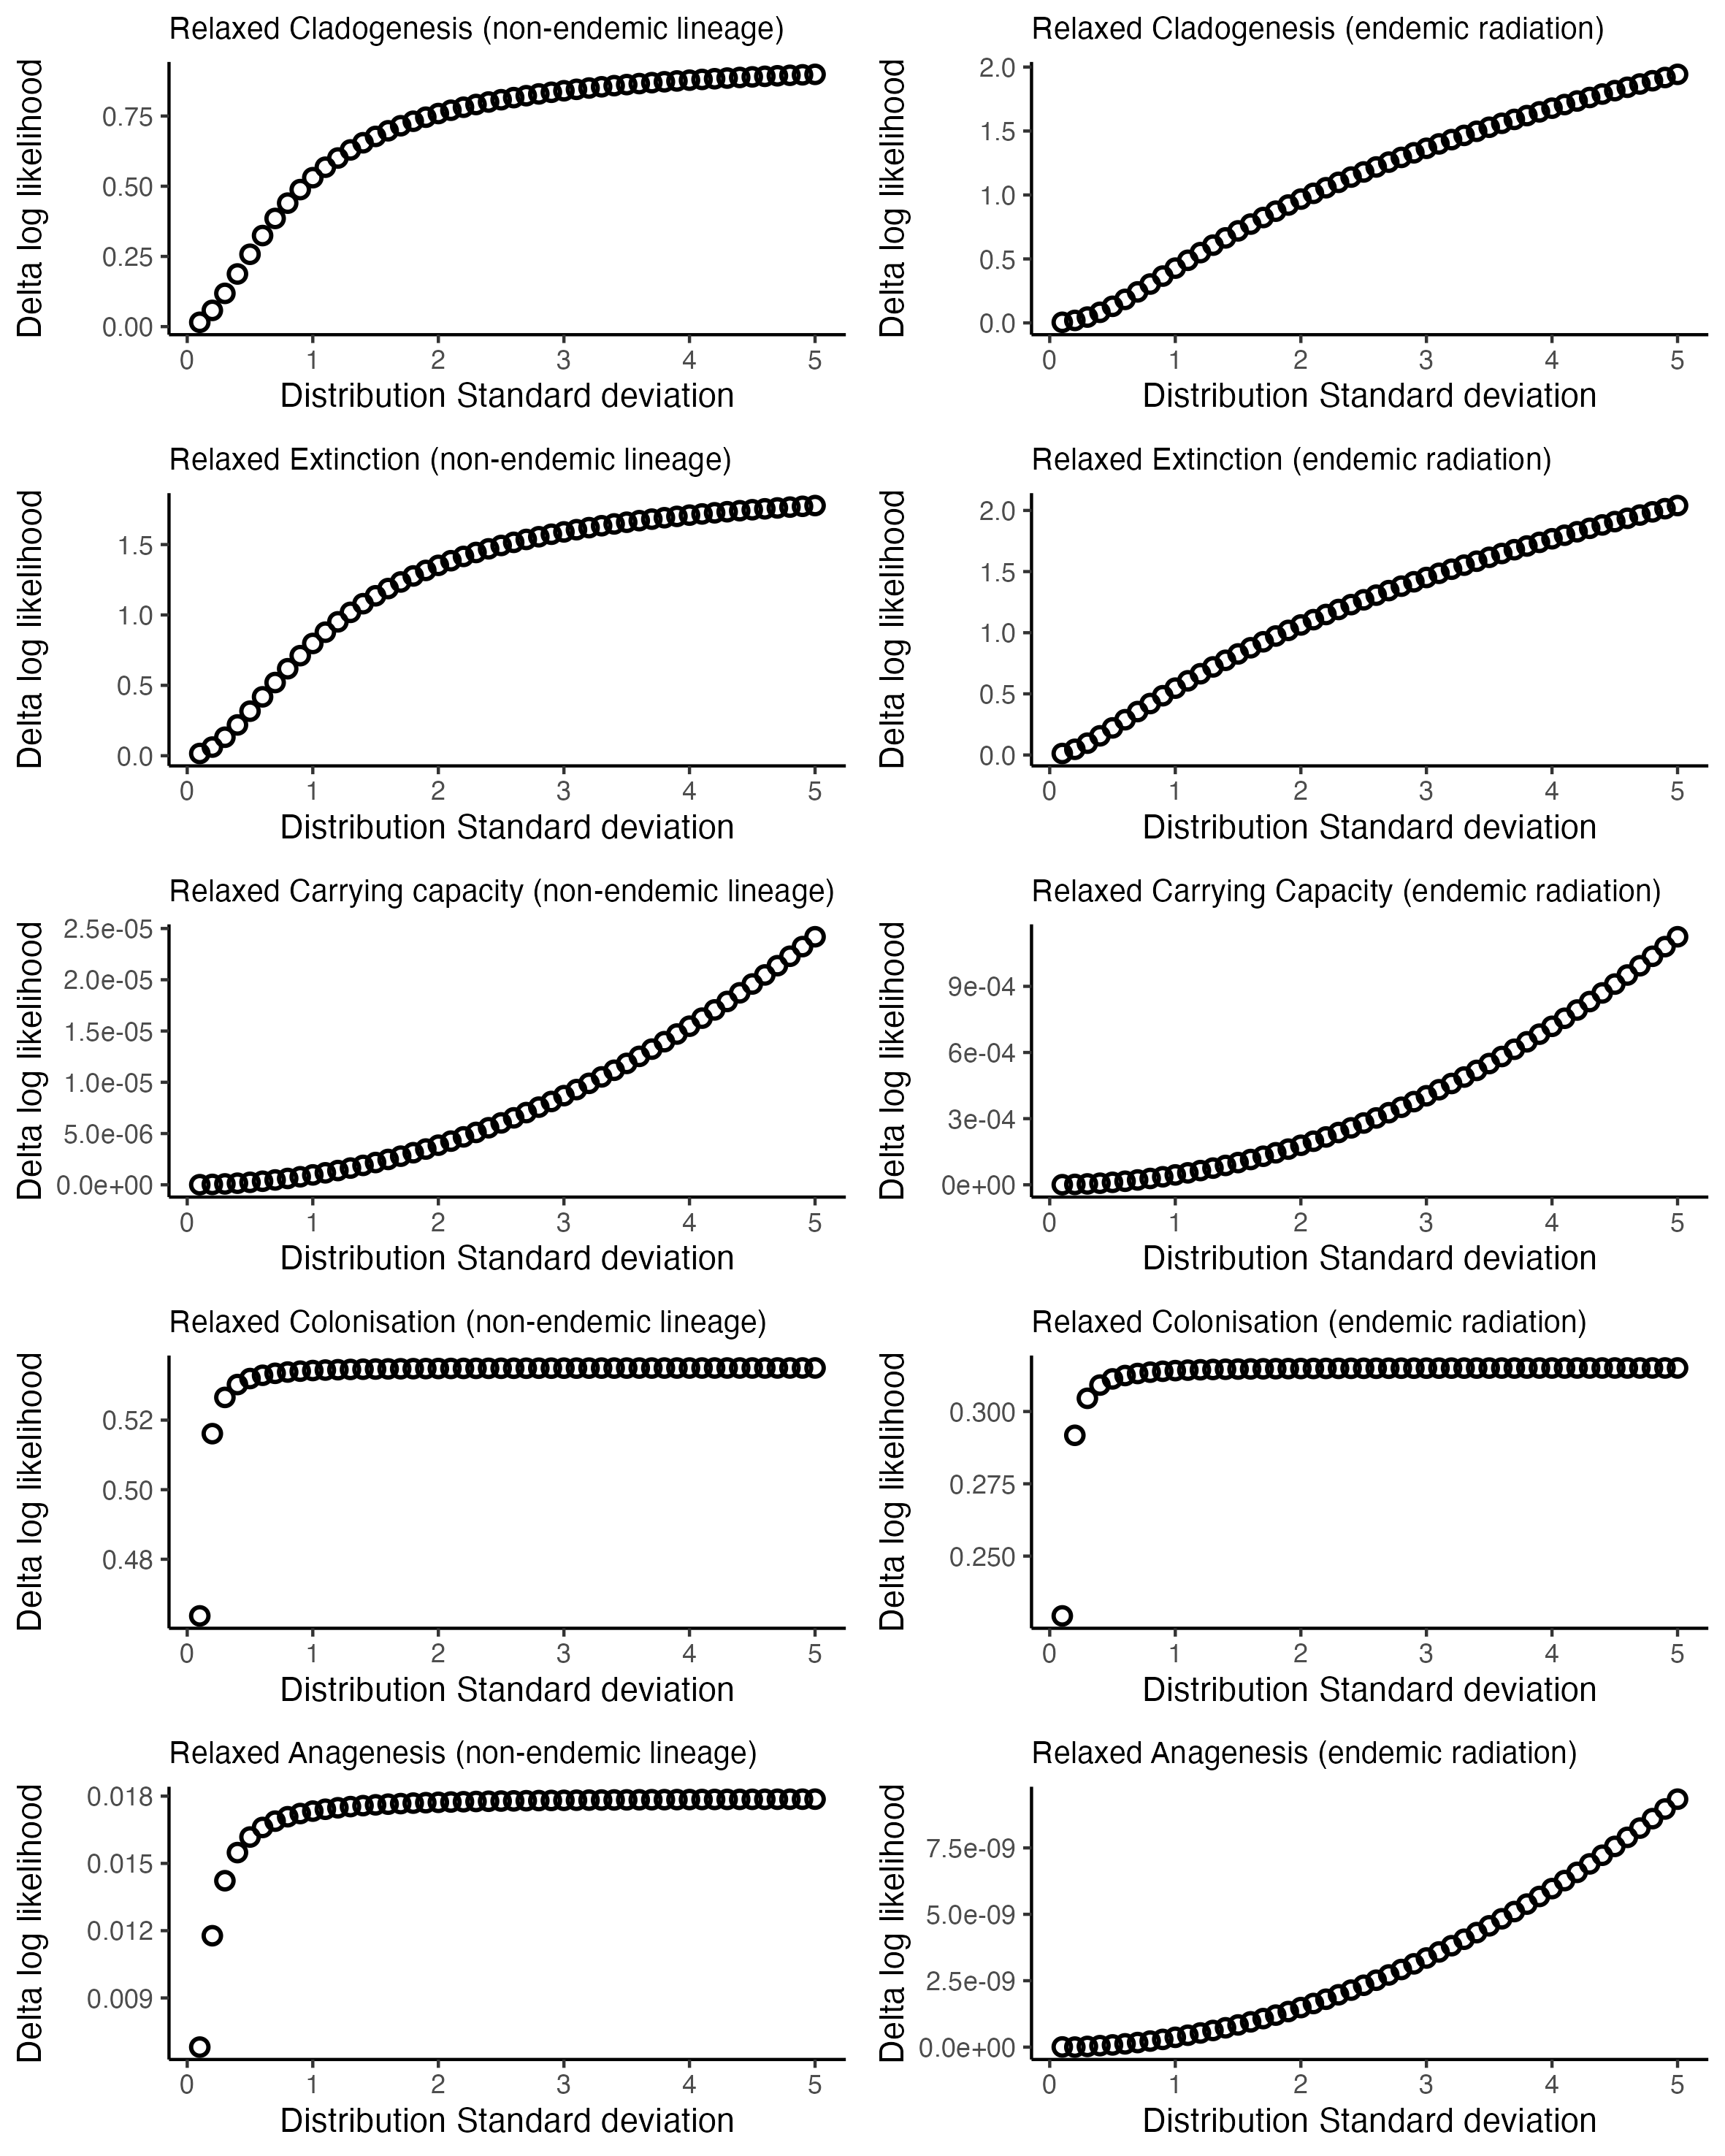 Relaxed Cladogenesis (non-endemic lineage)
Delta log likelihood
0.75
0.50
0.25
0.00
0 1 2 3 4 5
Distribution Standard deviation
Relaxed Cladogenesis (endemic radiation)
Delta log likelihood
2.0
1.5
1.0
0.5
0.0
0 1 2 3 4 5
Distribution Standard deviation
Relaxed Extinction (non-endemic lineage)
Delta log likelihood
1.5
1.0
0.5
0.0
0 1 2 3 4 5
Distribution Standard deviation
Relaxed Extinction (endemic radiation)
Delta log likelihood
2.0
1.5
1.0
0.5
0.0
0 1 2 3 4 5
Distribution Standard deviation
Relaxed Carrying capacity (non-endemic lineage)
Delta log likelihood
2.5e-05
2.0e-05
1.5e-05
1.0e-05
5.0e-06
0.0e+00
0 1 2 3 4 5
Distribution Standard deviation
Relaxed Carrying Capacity (endemic radiation)
Delta log likelihood
9e-04
6e-04
3e-04
0e+00
0 1 2 3 4 5
Distribution Standard deviation
Relaxed Colonisation (non-endemic lineage)
Delta log likelihood
0.52
0.50
0.48
0 1 2 3 4 5
Distribution Standard deviation
Relaxed Colonisation (endemic radiation)
Delta log likelihood
0.300
0.275
0.250
0 1 2 3 4 5
Distribution Standard deviation
Relaxed Anagenesis (non-endemic lineage)
Delta log likelihood
0.018
0.015
0.012
0.009
0 1 2 3 4 5
Distribution Standard deviation
Relaxed Anagenesis (endemic radiation)
Delta log likelihood
7.5e-09
5.0e-09
2.5e-09
0.0e+00
0 1 2 3 4 5
Distribution Standard deviation